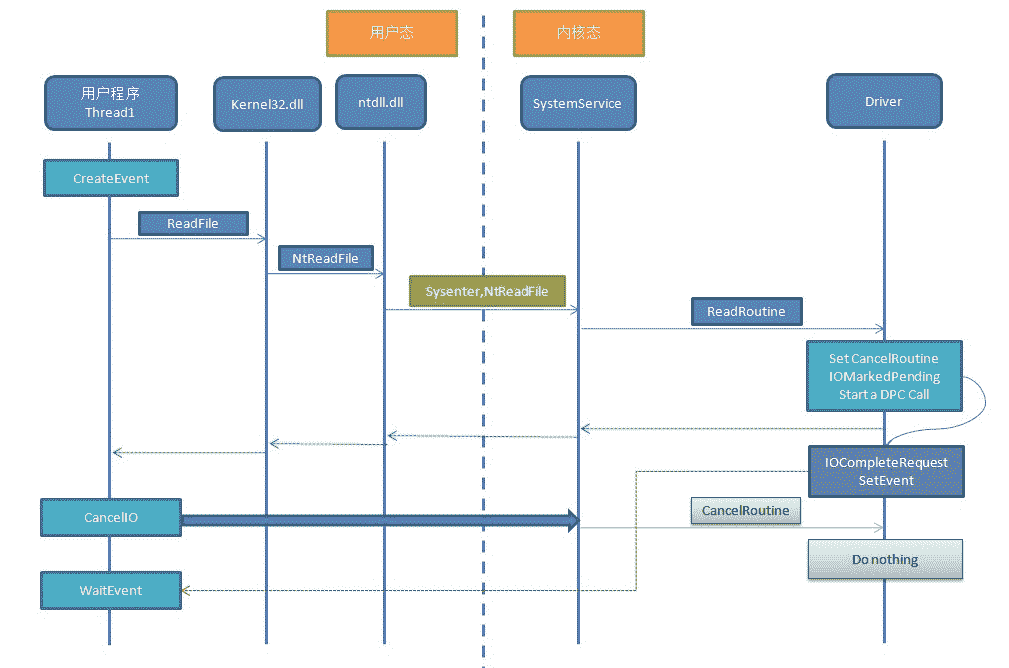 用户态
内核态
用户程序
Thread1
Kernel32.dll
ntdll.dll
SystemService
Driver
CreateEvent
ReadFile
NtReadFile
Sysenter,NtReadFile
ReadRoutine
Set CancelRoutine
IOMarkedPending
Start a DPC Call
IOCompleteRequest
SetEvent
CancelIO
CancelRoutine
Do nothing
WaitEvent